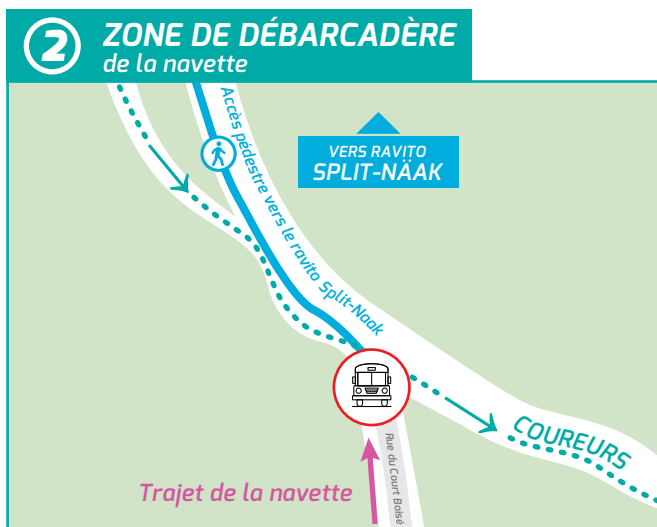 2
ZONE DE DÉBARCADÈRE
de la navette
Accès pédestre vers le ravito Split-Naak
VERS RAVITO
SPLIT-NÄAK
COUREURS
Rue du Court Boisé
Trajet de la navette